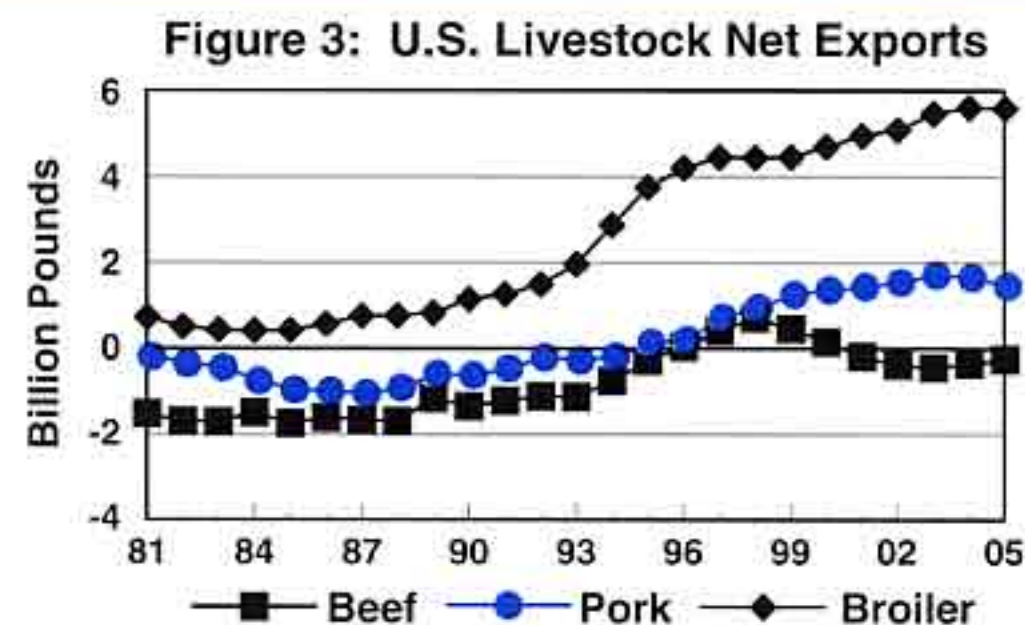 Figure 3: U.S. Livestock Net Exports
Billion Pounds
6
4
2
0
-2
-4
81 84 87 90 93 96 99 02 05
Beef Pork Broiler